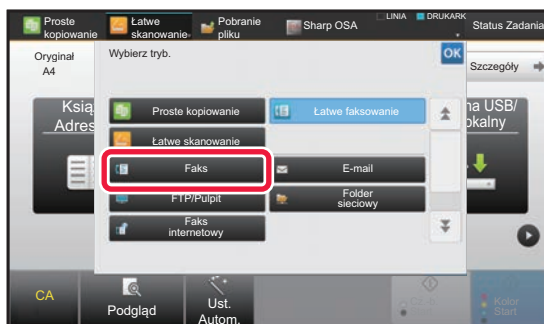 Proste
kopiowanie
Łatwe
skanowanie
Pobranie
pliku
Sharp OSA
LINIA
DRUKARK
Status Zadania
Oryginał
A4
Wybierz tryb.
OK
Szczegóły
Książ
Adres
na USB/
okalny
Proste kopiowanie
Łatwe faksowanie
Łatwe skanowanie
Faks
E-mail
FTP/Pulpit
Folder
sieciowy
Faks
internetowy
CA
Podgląd
Ust.
Autom.
Kolor
Start